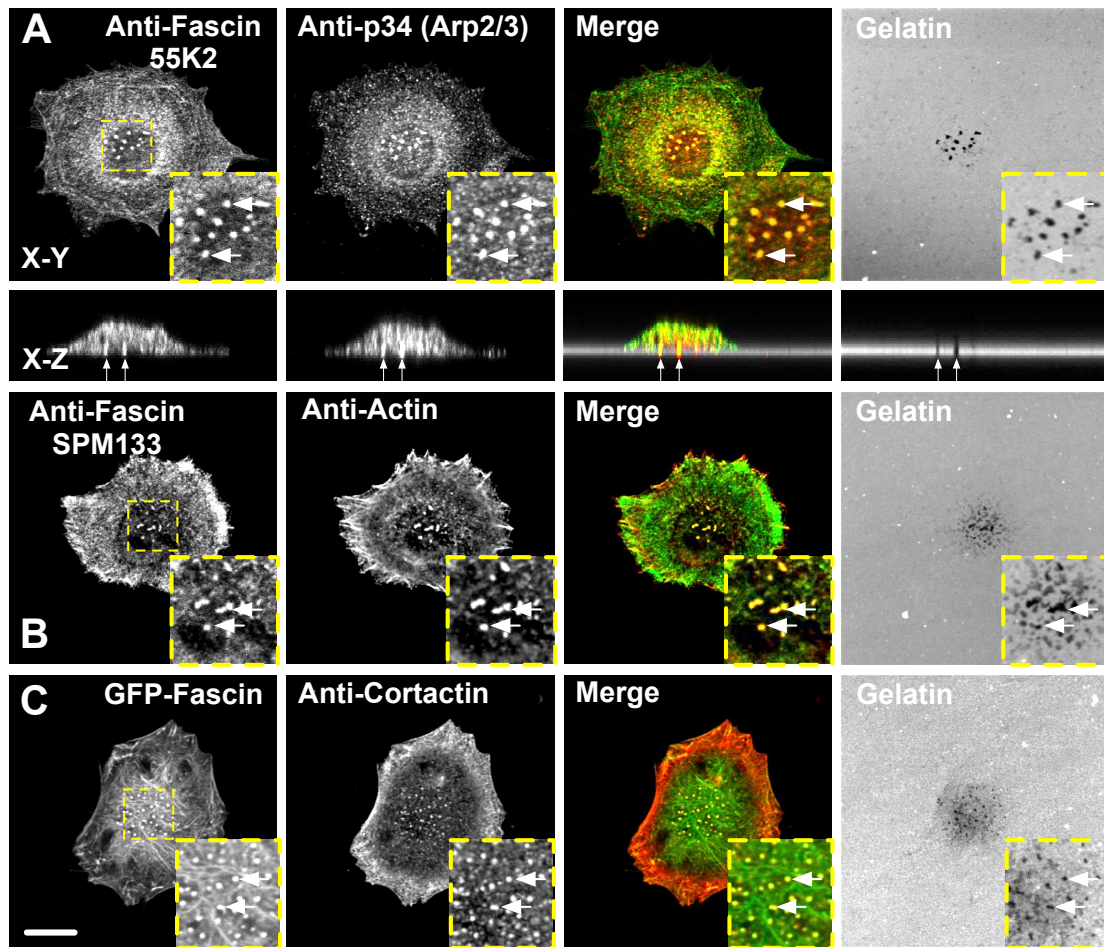 A
Anti-Fascin
55K2
Anti-p34 (Arp2/3)
Merge
Gelatin
X-Y
X-Z
Anti-Fascin
SPM133
Anti-Actin
Merge
Gelatin
B
C
GFP-Fascin
Anti-Cortactin
Merge
Gelatin